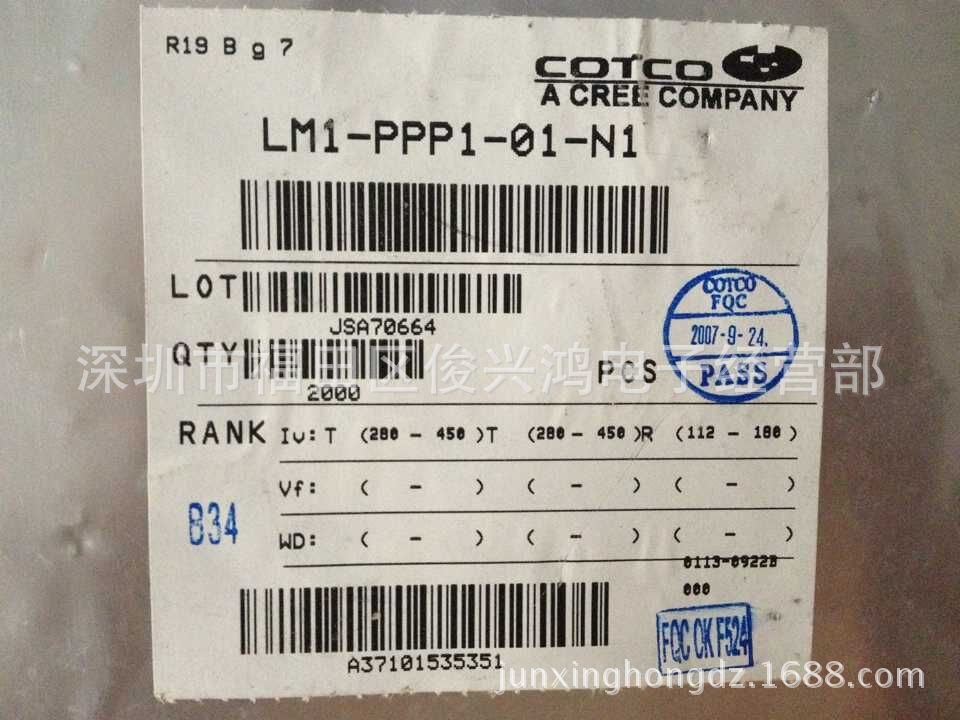 R19 B g 7
COTCO
A CREE COMPANY
LM1-PPP1-01-N1
LOT
JSA70664
COTCO
FQC
2007-9-24.
PASS
QTY
2000
PCS
深圳市福田区俊兴鸿电子经营部
RANK Iv: T (280 - 450)T (280 - 450)R (112 - 180)
Vf: ( - ) ( - ) ( - )
B34
WD: ( - ) ( - ) ( - )
0113-0922B
000
A37101535351
FQC OK F524
junxinghongdz.1688.com